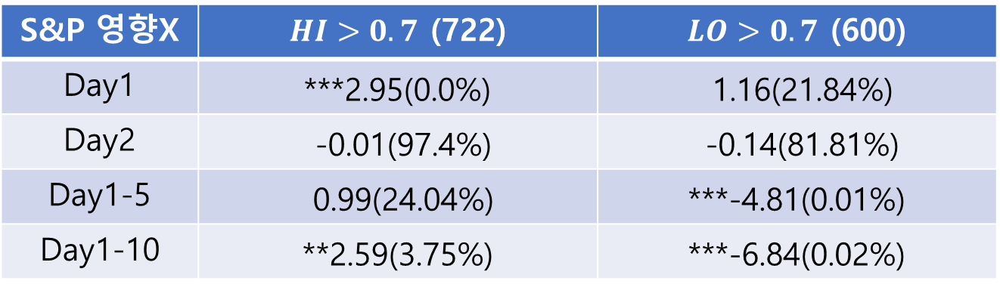 S&P 영향X HI > 0.7 (722) LO > 0.7 (600)
Day1 ***2.95(0.0%) 1.16(21.84%)
Day2 -0.01(97.4%) -0.14(81.81%)
Day1-5 0.99(24.04%) ***-4.81(0.01%)
Day1-10 **2.59(3.75%) ***-6.84(0.02%)